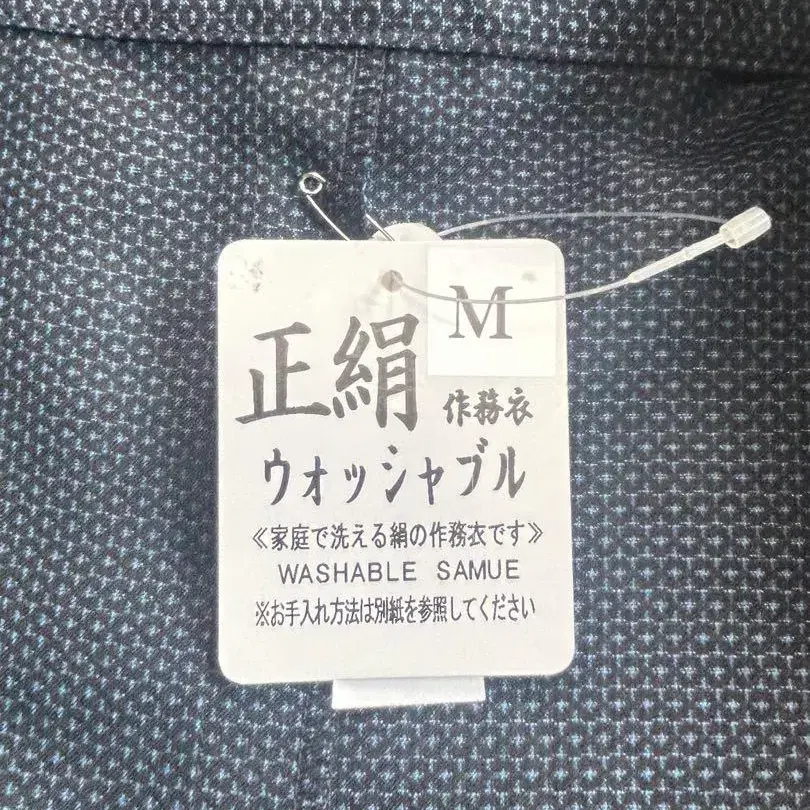 M
正絹 作務衣
ウォッシャブル
《家庭で洗える絹の作務衣です》
WASHABLE SAMUE
※お手入れ方法は別紙を参照してください